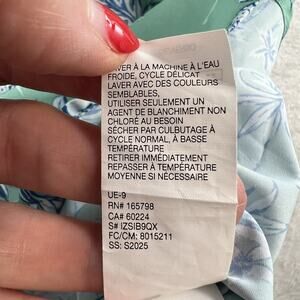 LAVER À LA MACHINE À L'EAU
FROIDE, CYCLE DÉLICAT
LAVER AVEC DES COULEURS
SEMBLABLES,
UTILISER SEULEMENT UN
AGENT DE BLANCHIMENT NON
CHLORÉ AU BESOIN
SÉCHER PAR CULBUTAGE À
CYCLE NORMAL, À BASSE
TEMPÉRATURE
RETIRER IMMÉDIATEMENT
REPASSER À TEMPÉRATURE
MOYENNE SI NÉCESSAIRE
UE-9
RN# 165798
CA# 60224
S# IZSIB9QX
FC/CM: 8015211
SS: S2025